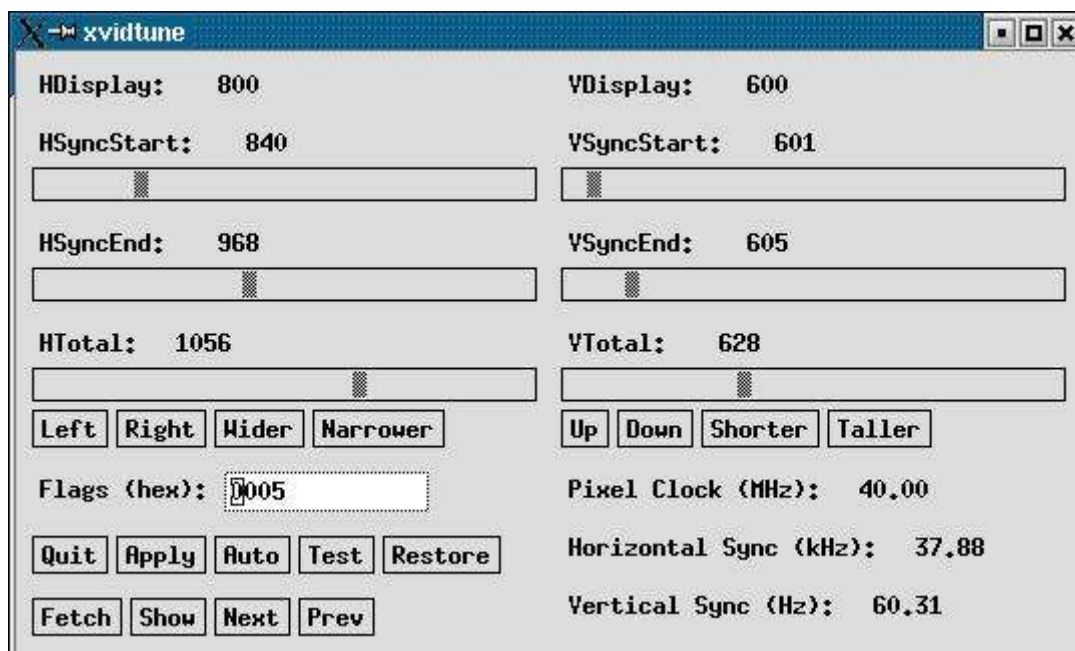 xvidtune
HDisplay: 800 VDisplay: 600
HSyncStart: 840 VSyncStart: 601
HSyncEnd: 968 VSyncEnd: 605
HTotal: 1056 VTotal: 628
Left Right Wider Narrower Up Down Shorter Taller
Flags (hex): 0005 Pixel Clock (MHz): 40.00
Quit Apply Auto Test Restore Horizontal Sync (kHz): 37.88
Fetch Show Next Prev Vertical Sync (Hz): 60.31